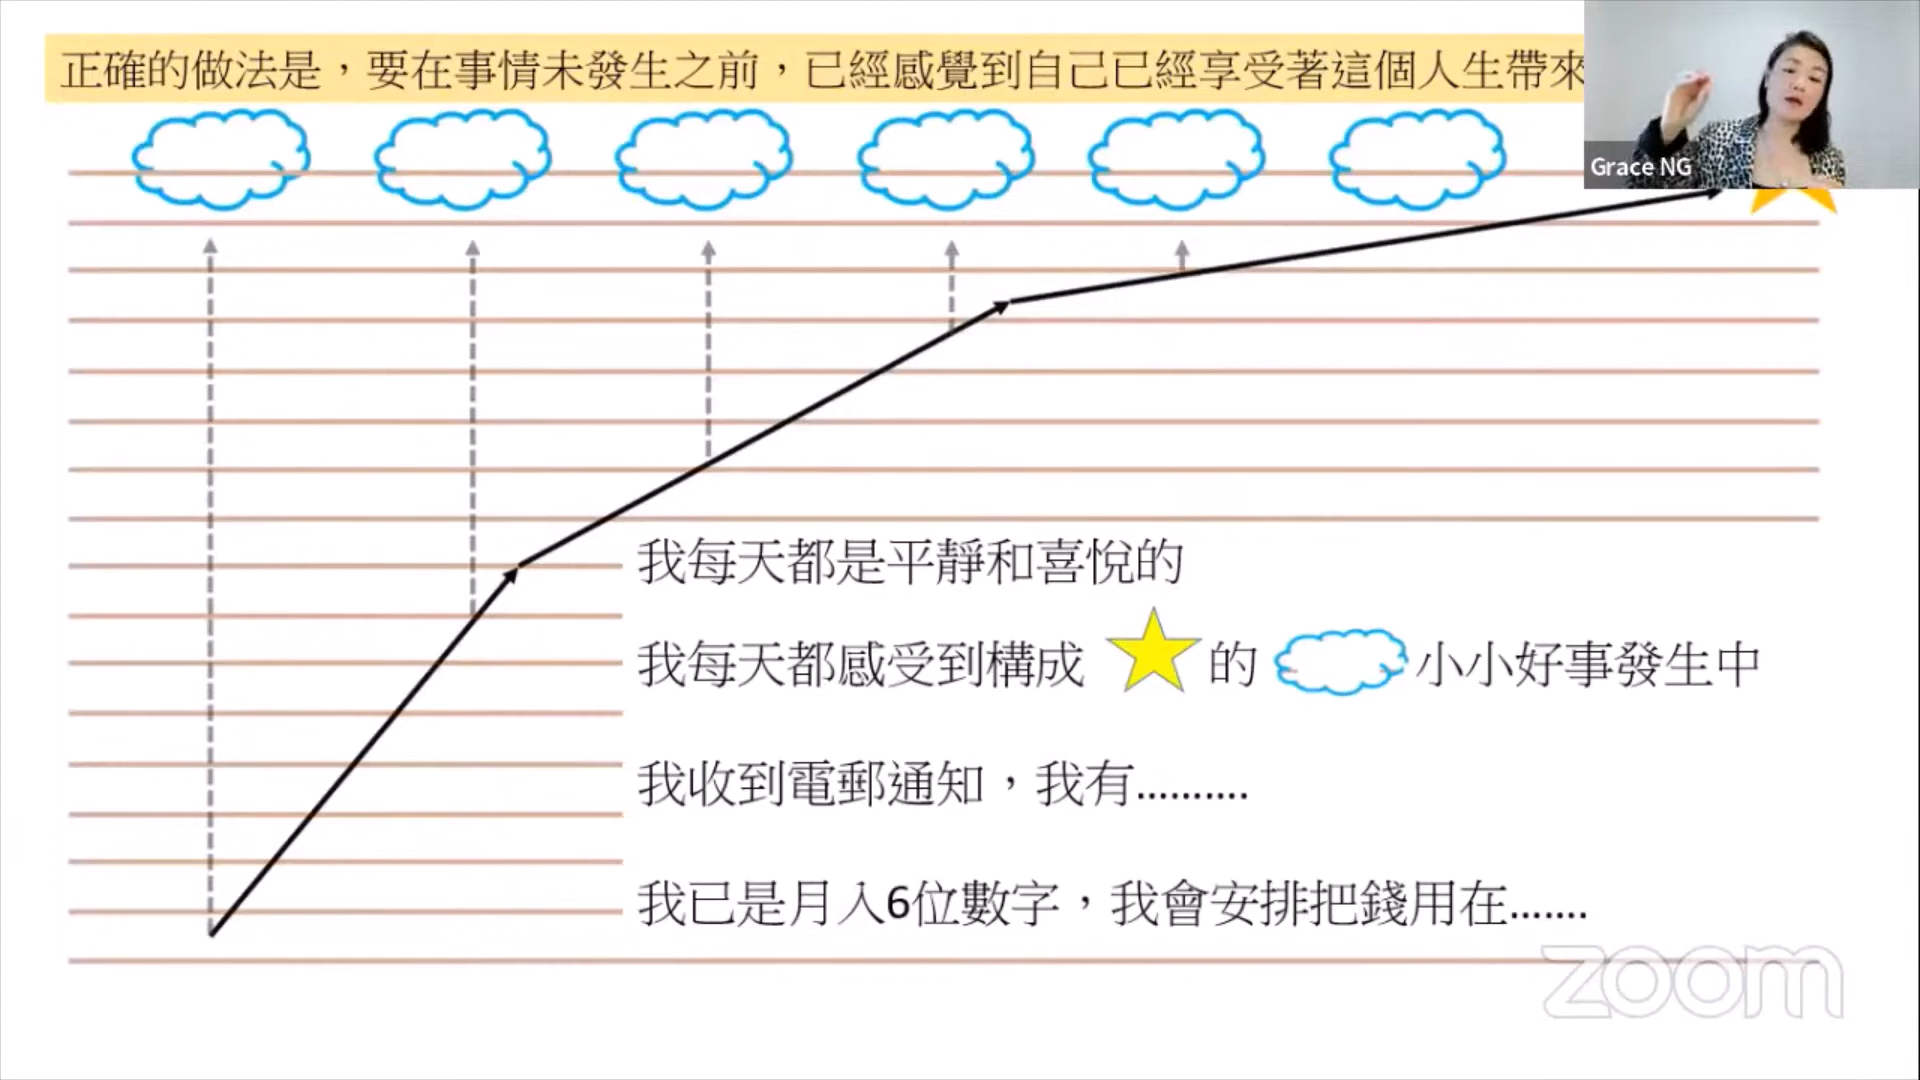 正確的做法是，要在事情未發生之前，已經感覺到自己已經享受著這個人生帶來
Grace NG
我每天都是平靜和喜悅的
我每天都感受到構成 的 小小好事發生中
我收到電郵通知，我有..........
我已是月入6位數字，我會安排把錢用在.......
zoom